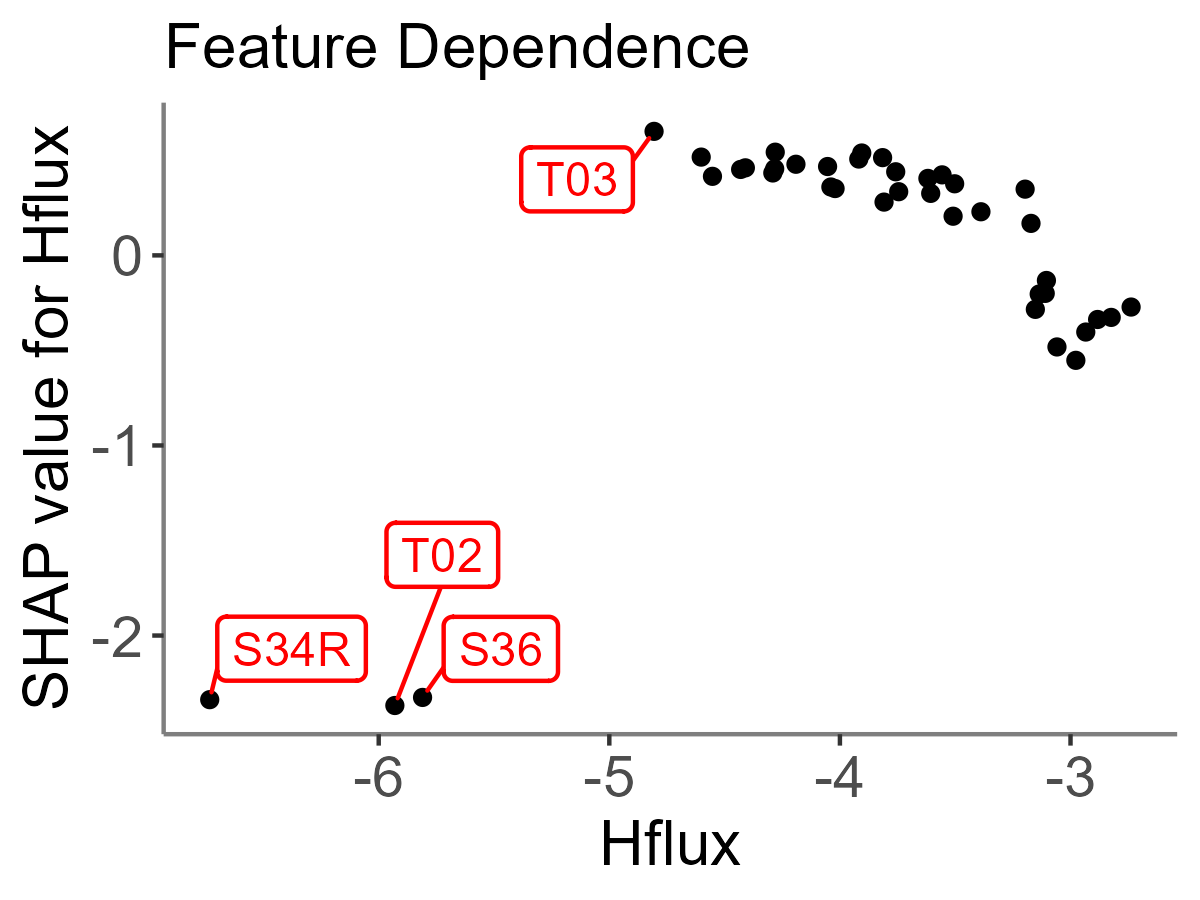 Feature Dependence
SHAP value for Hflux
0
-1
-2
T03
T02
S34R
S36
-6
-5
-4
-3
Hflux